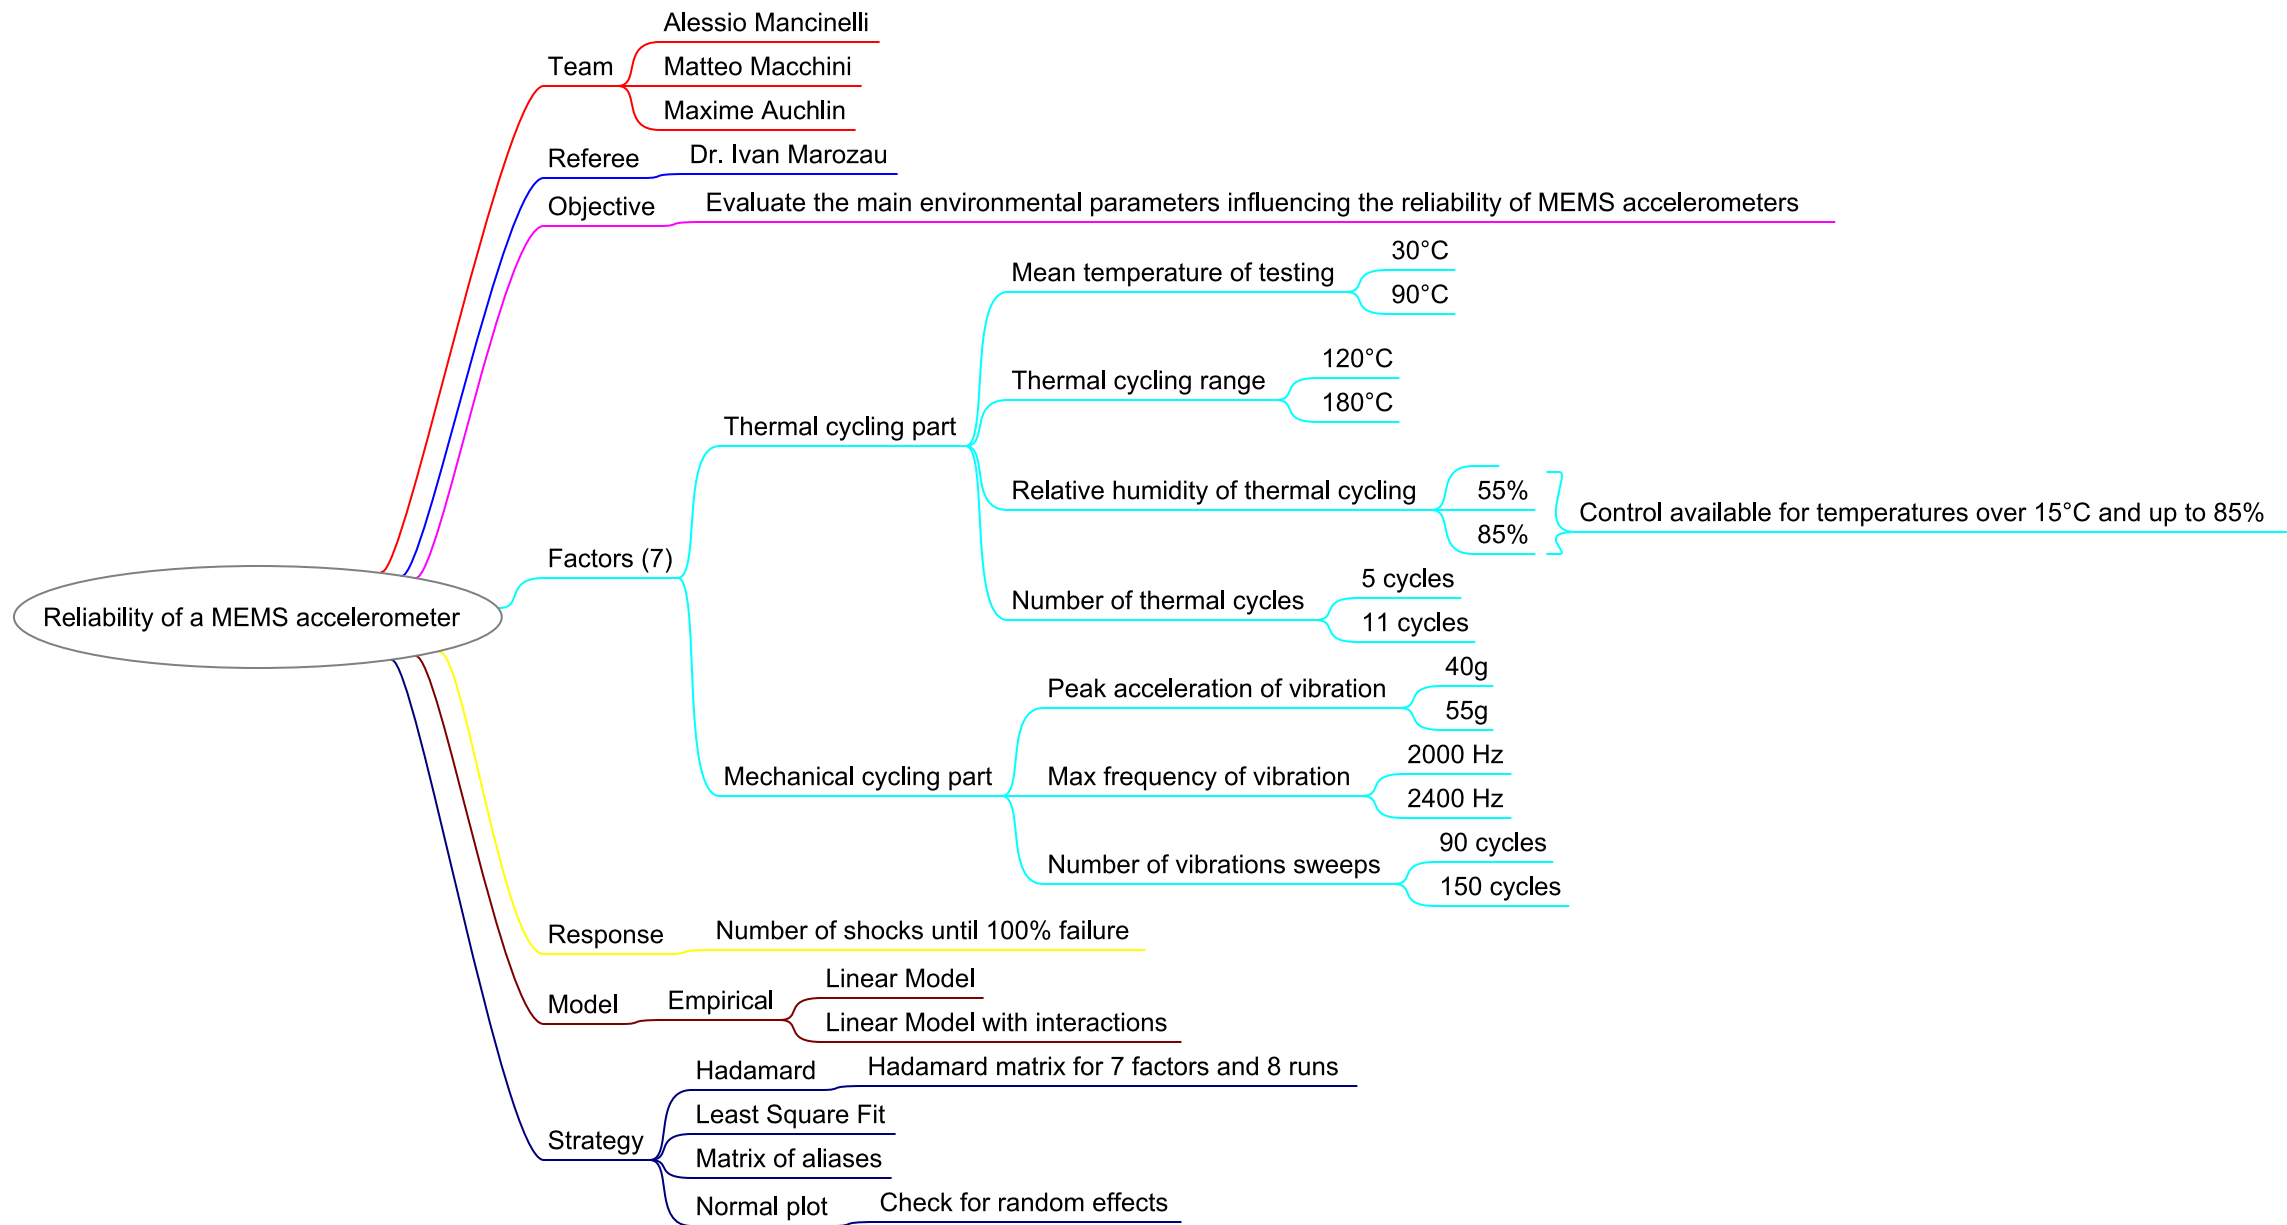 Reliability of a MEMS accelerometer
Team
Alessio Mancinelli
Matteo Macchini
Maxime Auchlin
Referee
Dr. Ivan Marozau
Objective
Evaluate the main environmental parameters influencing the reliability of MEMS accelerometers
Factors (7)
Thermal cycling part
Mean temperature of testing
30°C
90°C
Thermal cycling range
120°C
180°C
Relative humidity of thermal cycling
55%
85%
Control available for temperatures over 15°C and up to 85%
Number of thermal cycles
5 cycles
11 cycles
Mechanical cycling part
Peak acceleration of vibration
40g
55g
Max frequency of vibration
2000 Hz
2400 Hz
Number of vibrations sweeps
90 cycles
150 cycles
Response
Number of shocks until 100% failure
Model
Empirical
Linear Model
Linear Model with interactions
Strategy
Hadamard
Hadamard matrix for 7 factors and 8 runs
Least Square Fit
Matrix of aliases
Normal plot
Check for random effects